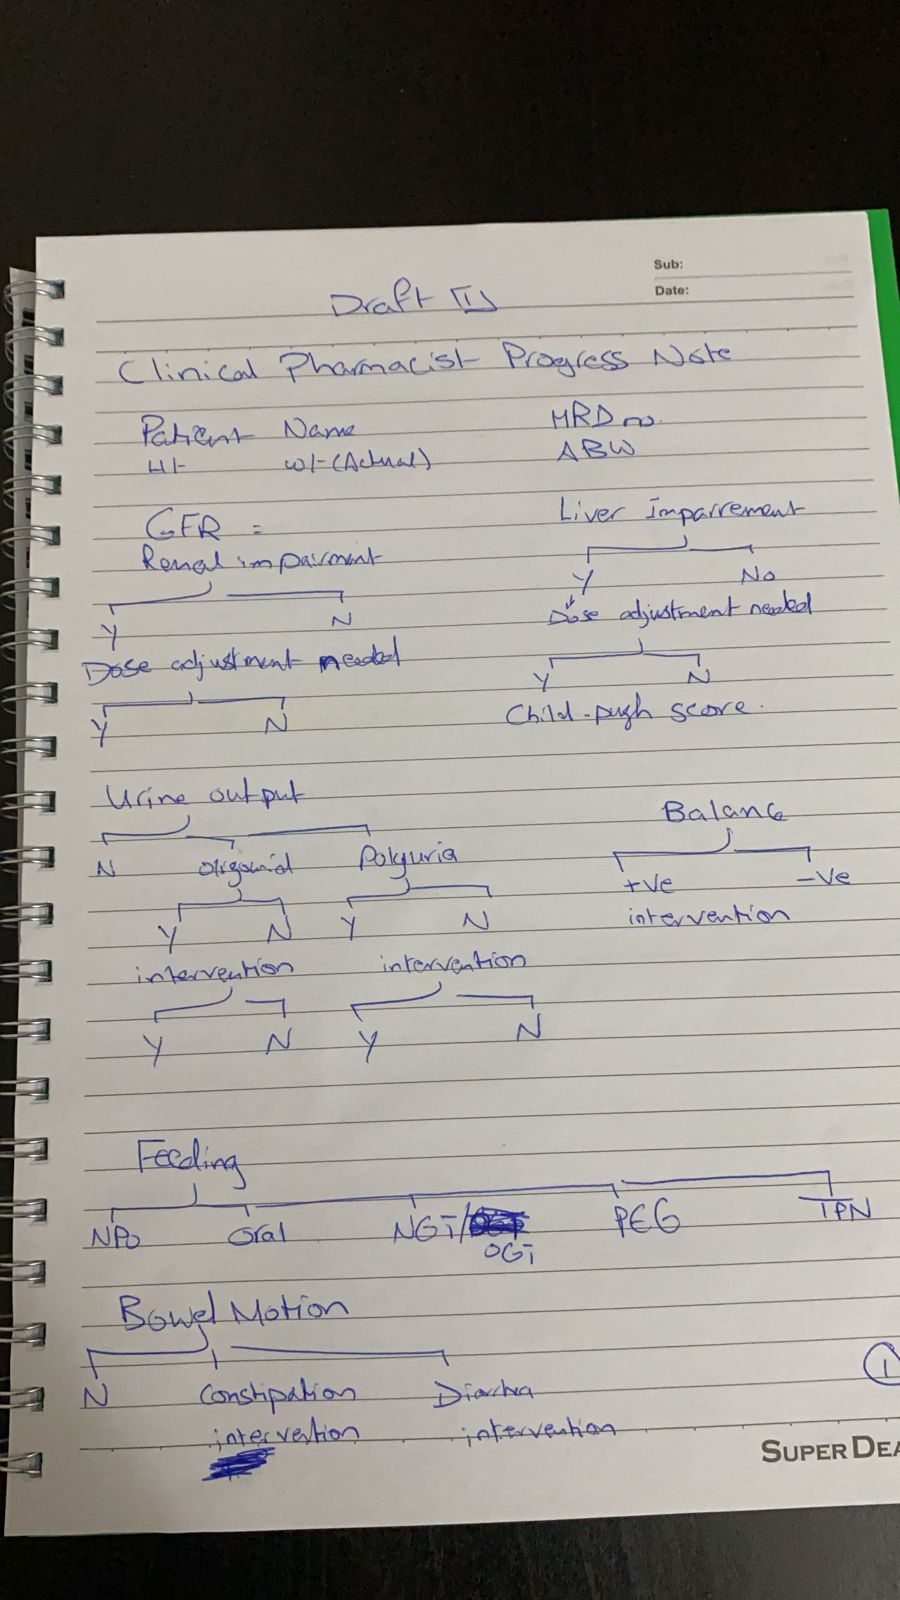 Sub:
Date:
Draft II
Clinical Pharmacist Progress Note
Patient Name MRD no.
Ht wt (Actual) ABW
GFR = Liver Imparrement
Renal impairment
Y No
Y N Dose adjustment needed
Dose adjustment needed
Y N
Y N Child-pugh score.
Urine output
Balance
N Polyuria
+ve -ve
Y N Y N intervention
intervention intervention
Y N Y N
Feeding
NPO oral NGT/ PEG TPN
OGT
Bowel Motion
1
N Constipation Diarrhea
intervention intervention
SUPER DEA